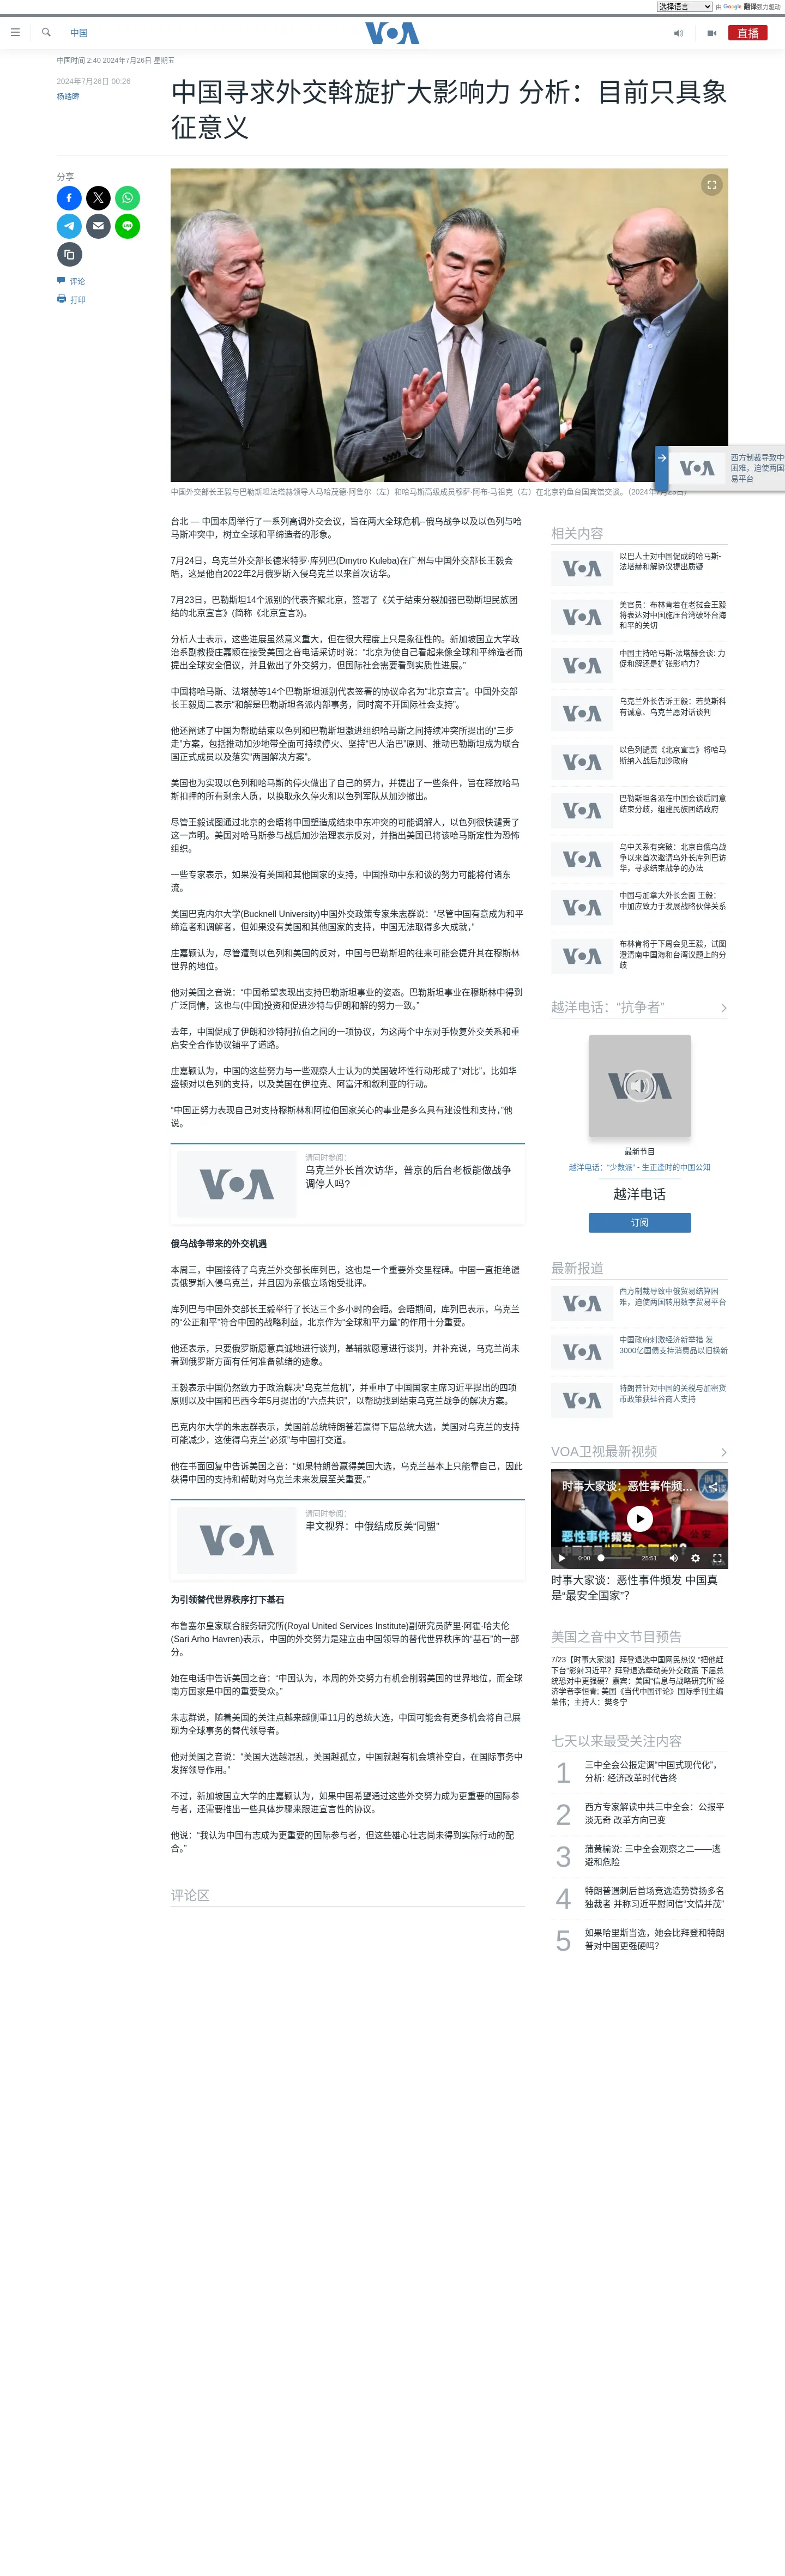 选择语言 由 Google 翻译强力驱动
中国
VOA
直播
中国时间 2:40 2024年7月26日 星期五
2024年7月26日 00:26
杨皓暐
中国寻求外交斡旋扩大影响力 分析：目前只具象
征意义
分享
评论
打印
中国外交部长王毅与巴勒斯坦法塔赫领导人马哈茂德·阿鲁尔（左）和哈马斯高级成员穆萨·阿布·马祖克（右）在北京钓鱼台国宾馆交谈。（2024年7月23日）
西方制裁导致中
困难，迫使两国
易平台
台北 — 中国本周举行了一系列高调外交会议，旨在两大全球危机--俄乌战争以及以色列与哈
马斯冲突中，树立全球和平缔造者的形象。
7月24日，乌克兰外交部长德米特罗·库列巴(Dmytro Kuleba)在广州与中国外交部长王毅会
晤，这是他自2022年2月俄罗斯入侵乌克兰以来首次访华。
7月23日，巴勒斯坦14个派别的代表齐聚北京，签署了《关于结束分裂加强巴勒斯坦民族团
结的北京宣言》(简称《北京宣言》)。
分析人士表示，这些进展虽然意义重大，但在很大程度上只是象征性的。新加坡国立大学政
治系副教授庄嘉颖在接受美国之音电话采访时说：“北京为使自己看起来像全球和平缔造者而
提出全球安全倡议，并且做出了外交努力，但国际社会需要看到实质性进展。”
中国将哈马斯、法塔赫等14个巴勒斯坦派别代表签署的协议命名为“北京宣言”。中国外交部
长王毅周二表示“和解是巴勒斯坦各派内部事务，同时离不开国际社会支持”。
他还阐述了中国为帮助结束以色列和巴勒斯坦激进组织哈马斯之间持续冲突所提出的“三步
走”方案，包括推动加沙地带全面可持续停火、坚持“巴人治巴”原则、推动巴勒斯坦成为联合
国正式成员以及落实“两国解决方案”。
美国也为实现以色列和哈马斯的停火做出了自己的努力，并提出了一些条件，旨在释放哈马
斯扣押的所有剩余人质，以换取永久停火和以色列军队从加沙撤出。
尽管王毅试图通过北京的会晤将中国塑造成结束中东冲突的可能调解人，以色列很快谴责了
这一声明。美国对哈马斯参与战后加沙治理表示反对，并指出美国已将该哈马斯定性为恐怖
组织。
一些专家表示，如果没有美国和其他国家的支持，中国推动中东和谈的努力可能将付诸东
流。
美国巴克内尔大学(Bucknell University)中国外交政策专家朱志群说：“尽管中国有意成为和平
缔造者和调解者，但如果没有美国和其他国家的支持，中国无法取得多大成就，”
庄嘉颖认为，尽管遭到以色列和美国的反对，中国与巴勒斯坦的往来可能会提升其在穆斯林
世界的地位。
他对美国之音说：“中国希望表现出支持巴勒斯坦事业的姿态。巴勒斯坦事业在穆斯林中得到
广泛同情，这也与(中国)投资和促进沙特与伊朗和解的努力一致。”
去年，中国促成了伊朗和沙特阿拉伯之间的一项协议，为这两个中东对手恢复外交关系和重
启安全合作协议铺平了道路。
庄嘉颖认为，中国的这些努力与一些观察人士认为的美国破坏性行动形成了“对比”，比如华
盛顿对以色列的支持，以及美国在伊拉克、阿富汗和叙利亚的行动。
“中国正努力表现自己对支持穆斯林和阿拉伯国家关心的事业是多么具有建设性和支持，”他
说。
VOA
请同时参阅：
乌克兰外长首次访华，普京的后台老板能做战争
调停人吗？
俄乌战争带来的外交机遇
本周三，中国接待了乌克兰外交部长库列巴，这也是一个重要外交里程碑。中国一直拒绝谴
责俄罗斯入侵乌克兰，并且因为亲俄立场饱受批评。
库列巴与中国外交部长王毅举行了长达三个多小时的会晤。会晤期间，库列巴表示，乌克兰
的“公正和平”符合中国的战略利益，北京作为“全球和平力量”的作用十分重要。
他还表示，只要俄罗斯愿意真诚地进行谈判，基辅就愿意进行谈判，并补充说，乌克兰尚未
看到俄罗斯方面有任何准备就绪的迹象。
王毅表示中国仍然致力于政治解决“乌克兰危机”，并重申了中国国家主席习近平提出的四项
原则以及中国和巴西今年5月提出的“六点共识”，以帮助找到结束乌克兰战争的解决方案。
巴克内尔大学的朱志群表示，美国前总统特朗普若赢得下届总统大选，美国对乌克兰的支持
可能减少，这使得乌克兰“必须”与中国打交道。
他在书面回复中告诉美国之音：“如果特朗普赢得美国大选，乌克兰基本上只能靠自己，因此
获得中国的支持和帮助对乌克兰未来发展至关重要。”
VOA
请同时参阅：
聿文视界：中俄结成反美“同盟”
为引领替代世界秩序打下基石
布鲁塞尔皇家联合服务研究所(Royal United Services Institute)副研究员萨里·阿霍·哈夫伦
(Sari Arho Havren)表示，中国的外交努力是建立由中国领导的替代世界秩序的“基石”的一部
分。
她在电话中告诉美国之音：“中国认为，本周的外交努力有机会削弱美国的世界地位，而全球
南方国家是中国的重要受众。”
朱志群说，随着美国的关注点越来越侧重11月的总统大选，中国可能会有更多机会将自己展
现为全球事务的替代领导者。
他对美国之音说：“美国大选越混乱，美国越孤立，中国就越有机会填补空白，在国际事务中
发挥领导作用。”
不过，新加坡国立大学的庄嘉颖认为，如果中国希望通过这些外交努力成为更重要的国际参
与者，还需要推出一些具体步骤来跟进宣言性的协议。
他说：“我认为中国有志成为更重要的国际参与者，但这些雄心壮志尚未得到实际行动的配
合。”
评论区
相关内容
以巴人士对中国促成的哈马斯-
法塔赫和解协议提出质疑
美官员：布林肯若在老挝会王毅
将表达对中国施压台湾破坏台海
和平的关切
中国主持哈马斯-法塔赫会谈: 力
促和解还是扩张影响力？
乌克兰外长告诉王毅：若莫斯科
有诚意、乌克兰愿对话谈判
以色列谴责《北京宣言》将哈马
斯纳入战后加沙政府
巴勒斯坦各派在中国会谈后同意
结束分歧，组建民族团结政府
乌中关系有突破：北京自俄乌战
争以来首次邀请乌外长库列巴访
华，寻求结束战争的办法
中国与加拿大外长会面 王毅：
中加应致力于发展战略伙伴关系
布林肯将于下周会见王毅，试图
澄清南中国海和台湾议题上的分
歧
越洋电话：“抗争者”
VOA
最新节目
越洋电话：“少数派” - 生正逢时的中国公知
越洋电话
订阅
最新报道
西方制裁导致中俄贸易结算困
难，迫使两国转用数字贸易平台
中国政府刺激经济新举措 发
3000亿国债支持消费品以旧换新
特朗普针对中国的关税与加密货
币政策获硅谷商人支持
VOA卫视最新视频
时事大家谈：恶性事件频…
恶性事件频发
0:00 25:51
时事大家谈：恶性事件频发 中国真
是“最安全国家”？
美国之音中文节目预告
7/23【时事大家谈】拜登退选中国网民热议 “把他赶
下台”影射习近平？拜登退选牵动美外交政策 下届总
统恐对中更强硬？嘉宾：美国“信息与战略研究所”经
济学者李恒青; 美国《当代中国评论》国际季刊主编
荣伟；主持人：樊冬宁
七天以来最受关注内容
1 三中全会公报定调“中国式现代化”，
分析: 经济改革时代告终
2 西方专家解读中共三中全会：公报平
淡无奇 改革方向已变
3 蒲黄榆说: 三中全会观察之二——逃
避和危险
4 特朗普遇刺后首场竞选造势赞扬多名
独裁者 并称习近平慰问信“文情并茂”
5 如果哈里斯当选，她会比拜登和特朗
普对中国更强硬吗？